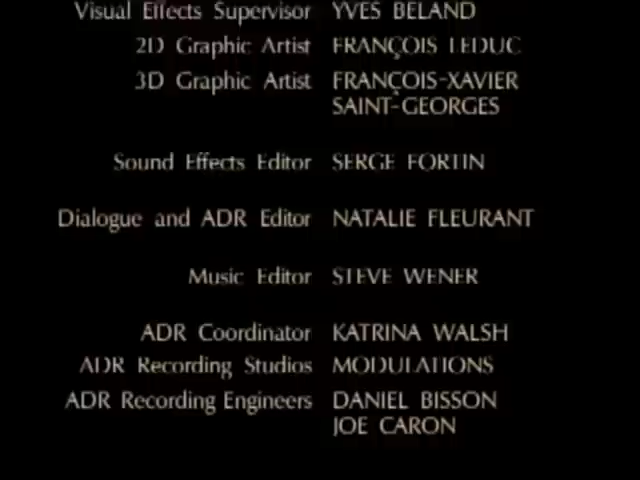 Visual Effects Supervisor YVES BELAND
2D Graphic Artist FRANÇOIS LEDUC
3D Graphic Artist FRANÇOIS-XAVIER
SAINT-GEORGES
Sound Effects Editor SERGE FORTIN
Dialogue and ADR Editor NATALIE FLEURANT
Music Editor STEVE WENER
ADR Coordinator KATRINA WALSH
ADR Recording Studios MODULATIONS
ADR Recording Engineers DANIEL BISSON
JOE CARON